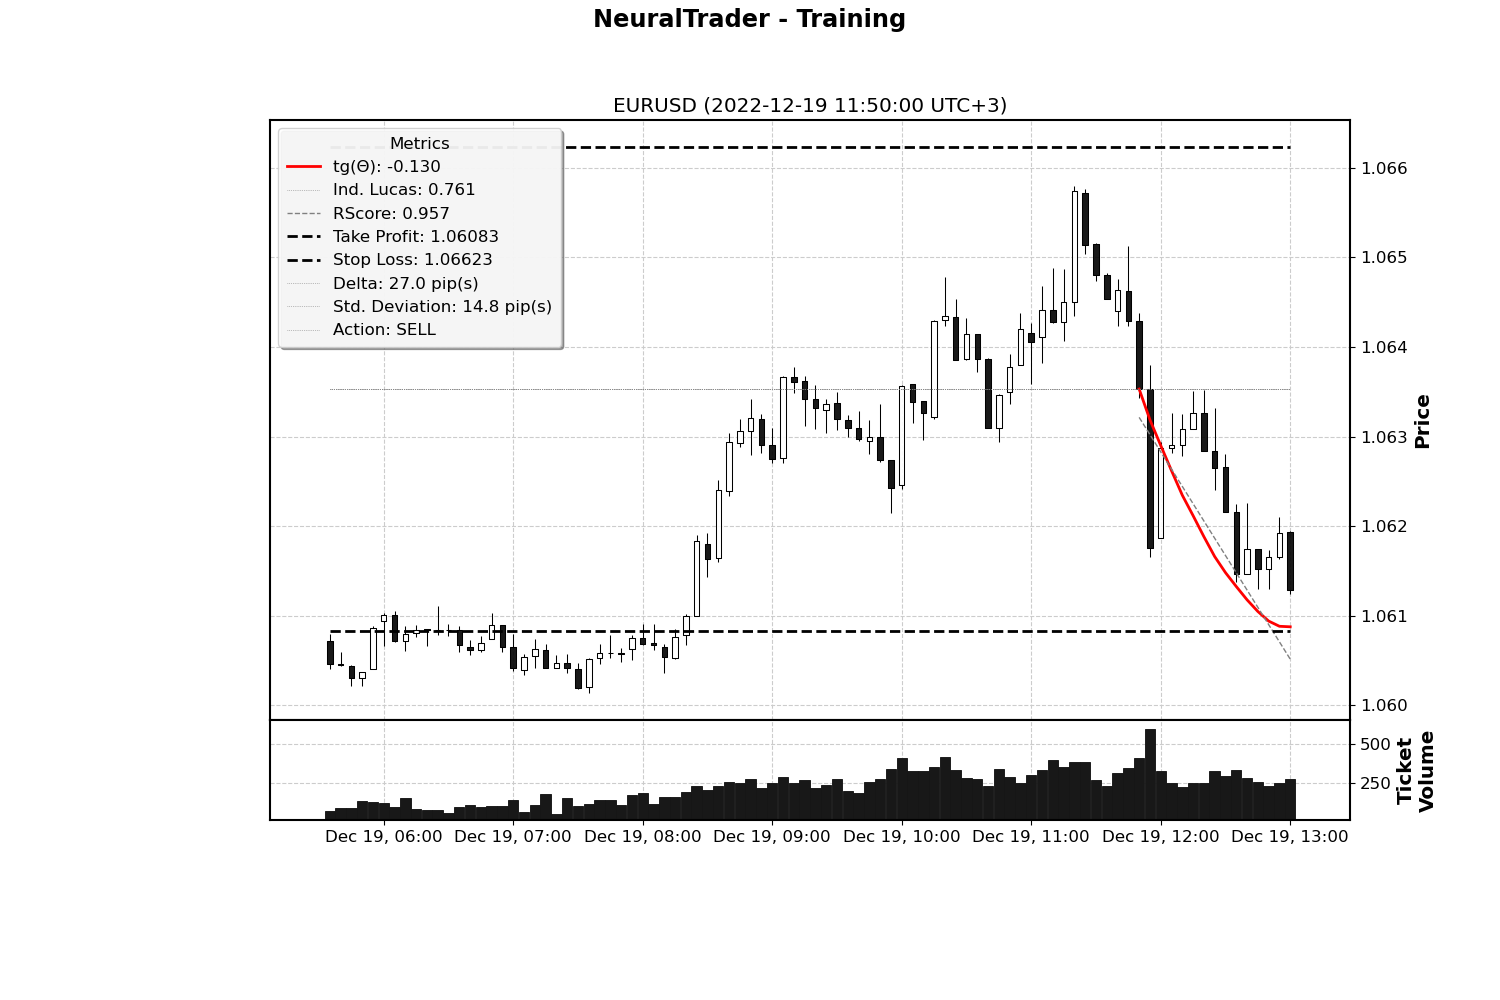 NeuralTrader - Training
EURUSD (2022-12-19 11:50:00 UTC+3)
Metrics
tg(Θ): -0.130
Ind. Lucas: 0.761
RScore: 0.957
Take Profit: 1.06083
Stop Loss: 1.06623
Delta: 27.0 pip(s)
Std. Deviation: 14.8 pip(s)
Action: SELL
1.066
1.065
1.064
1.063
1.062
1.061
1.060
Price
500
250
Ticket
Volume
Dec 19, 06:00 Dec 19, 07:00 Dec 19, 08:00 Dec 19, 09:00 Dec 19, 10:00 Dec 19, 11:00 Dec 19, 12:00 Dec 19, 13:00